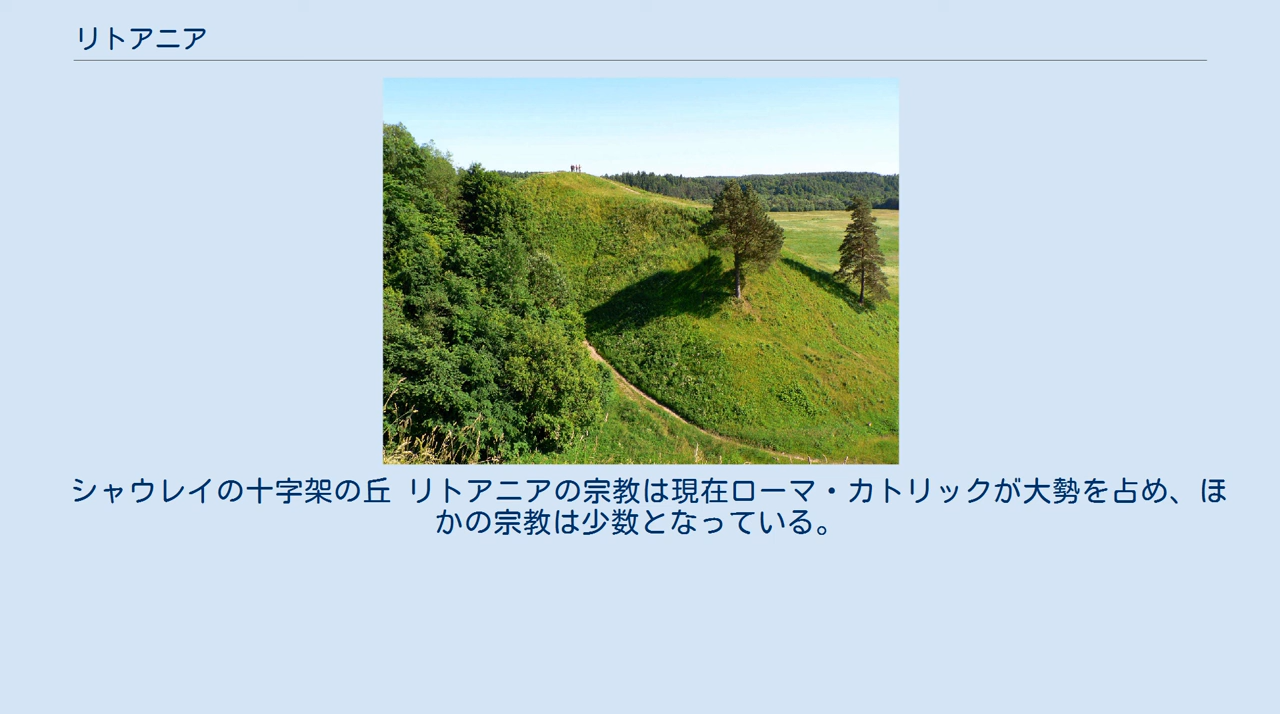 リトアニア
シャウレイの十字架の丘 リトアニアの宗教は現在ローマ・カトリックが大勢を占め、ほ
かの宗教は少数となっている。